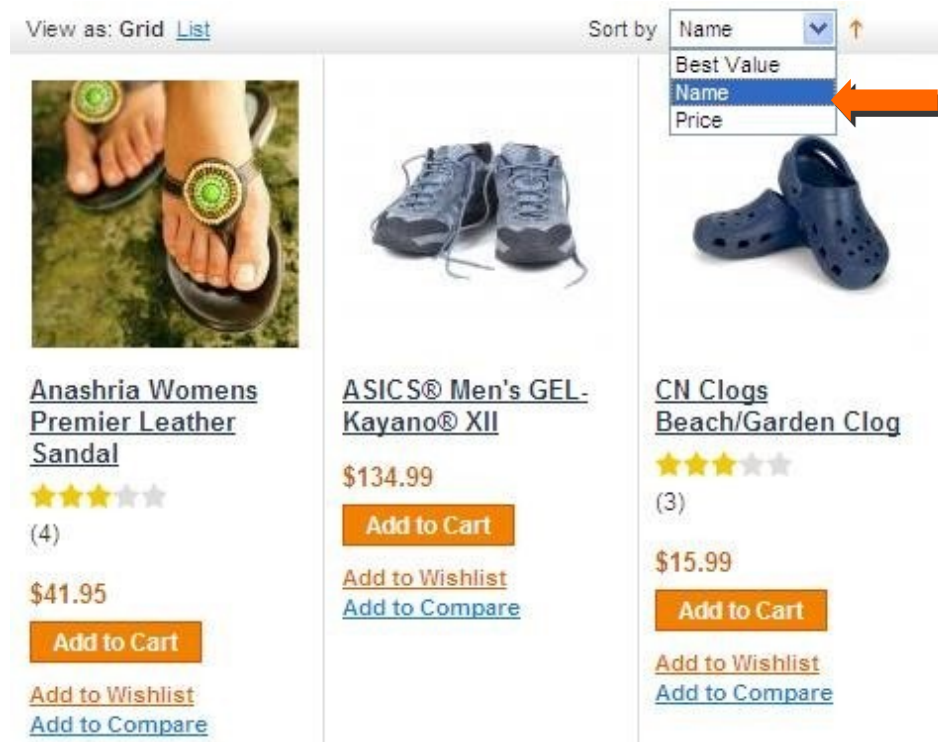 View as: Grid List
Sort by Name
Best Value
Name
Price
Anashria Womens
Premier Leather
Sandal
(4)
$41.95
Add to Cart
Add to Wishlist
Add to Compare
ASICS® Men's GEL-
Kayano® XII
$134.99
Add to Cart
Add to Wishlist
Add to Compare
CN Clogs
Beach/Garden Clog
(3)
$15.99
Add to Cart
Add to Wishlist
Add to Compare